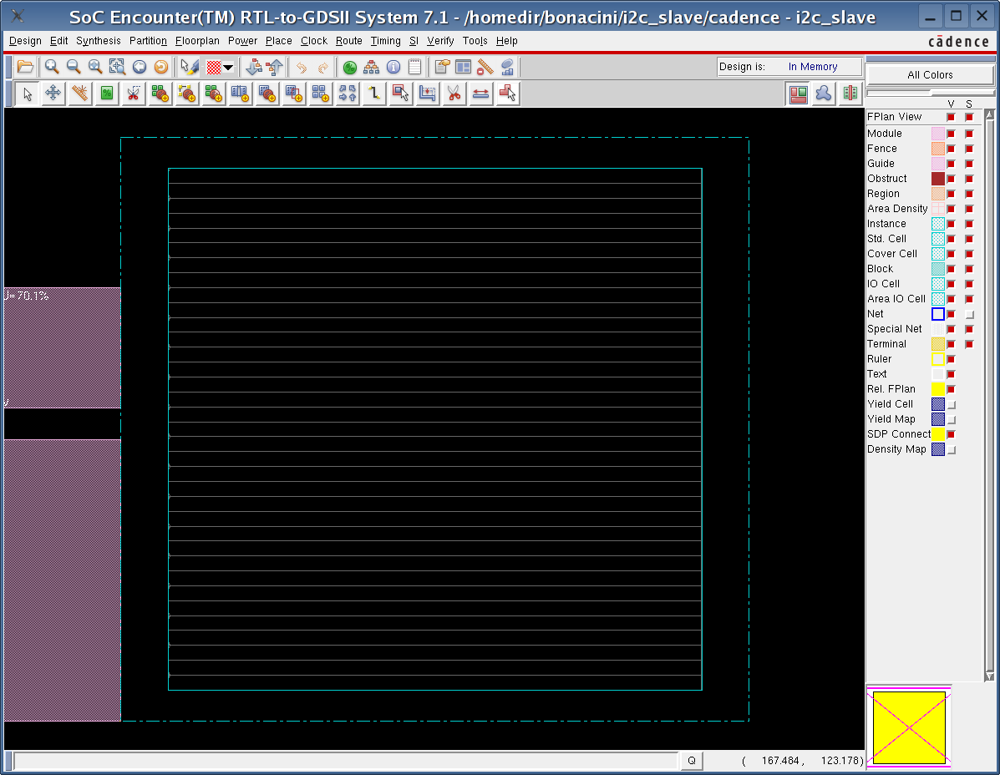 SoC Encounter(TM) RTL-to-GDSII System 7.1 - /homedir/bonacini/i2c_slave/cadence - i2c_slave
Design Edit Synthesis Partition Floorplan Power Place Clock Route Timing SI Verify Tools Help
cādence
Design is: In Memory
All Colors
V S
FPlan View
Module
Fence
Guide
Obstruct
Region
Area Density
Instance
Std. Cell
Cover Cell
Block
IO Cell
Area IO Cell
Net
Special Net
Terminal
Ruler
Text
Rel. FPlan
Yield Cell
Yield Map
SDP Connect
Density Map
= 70.1%
Q
( 167.484 , 123.178)